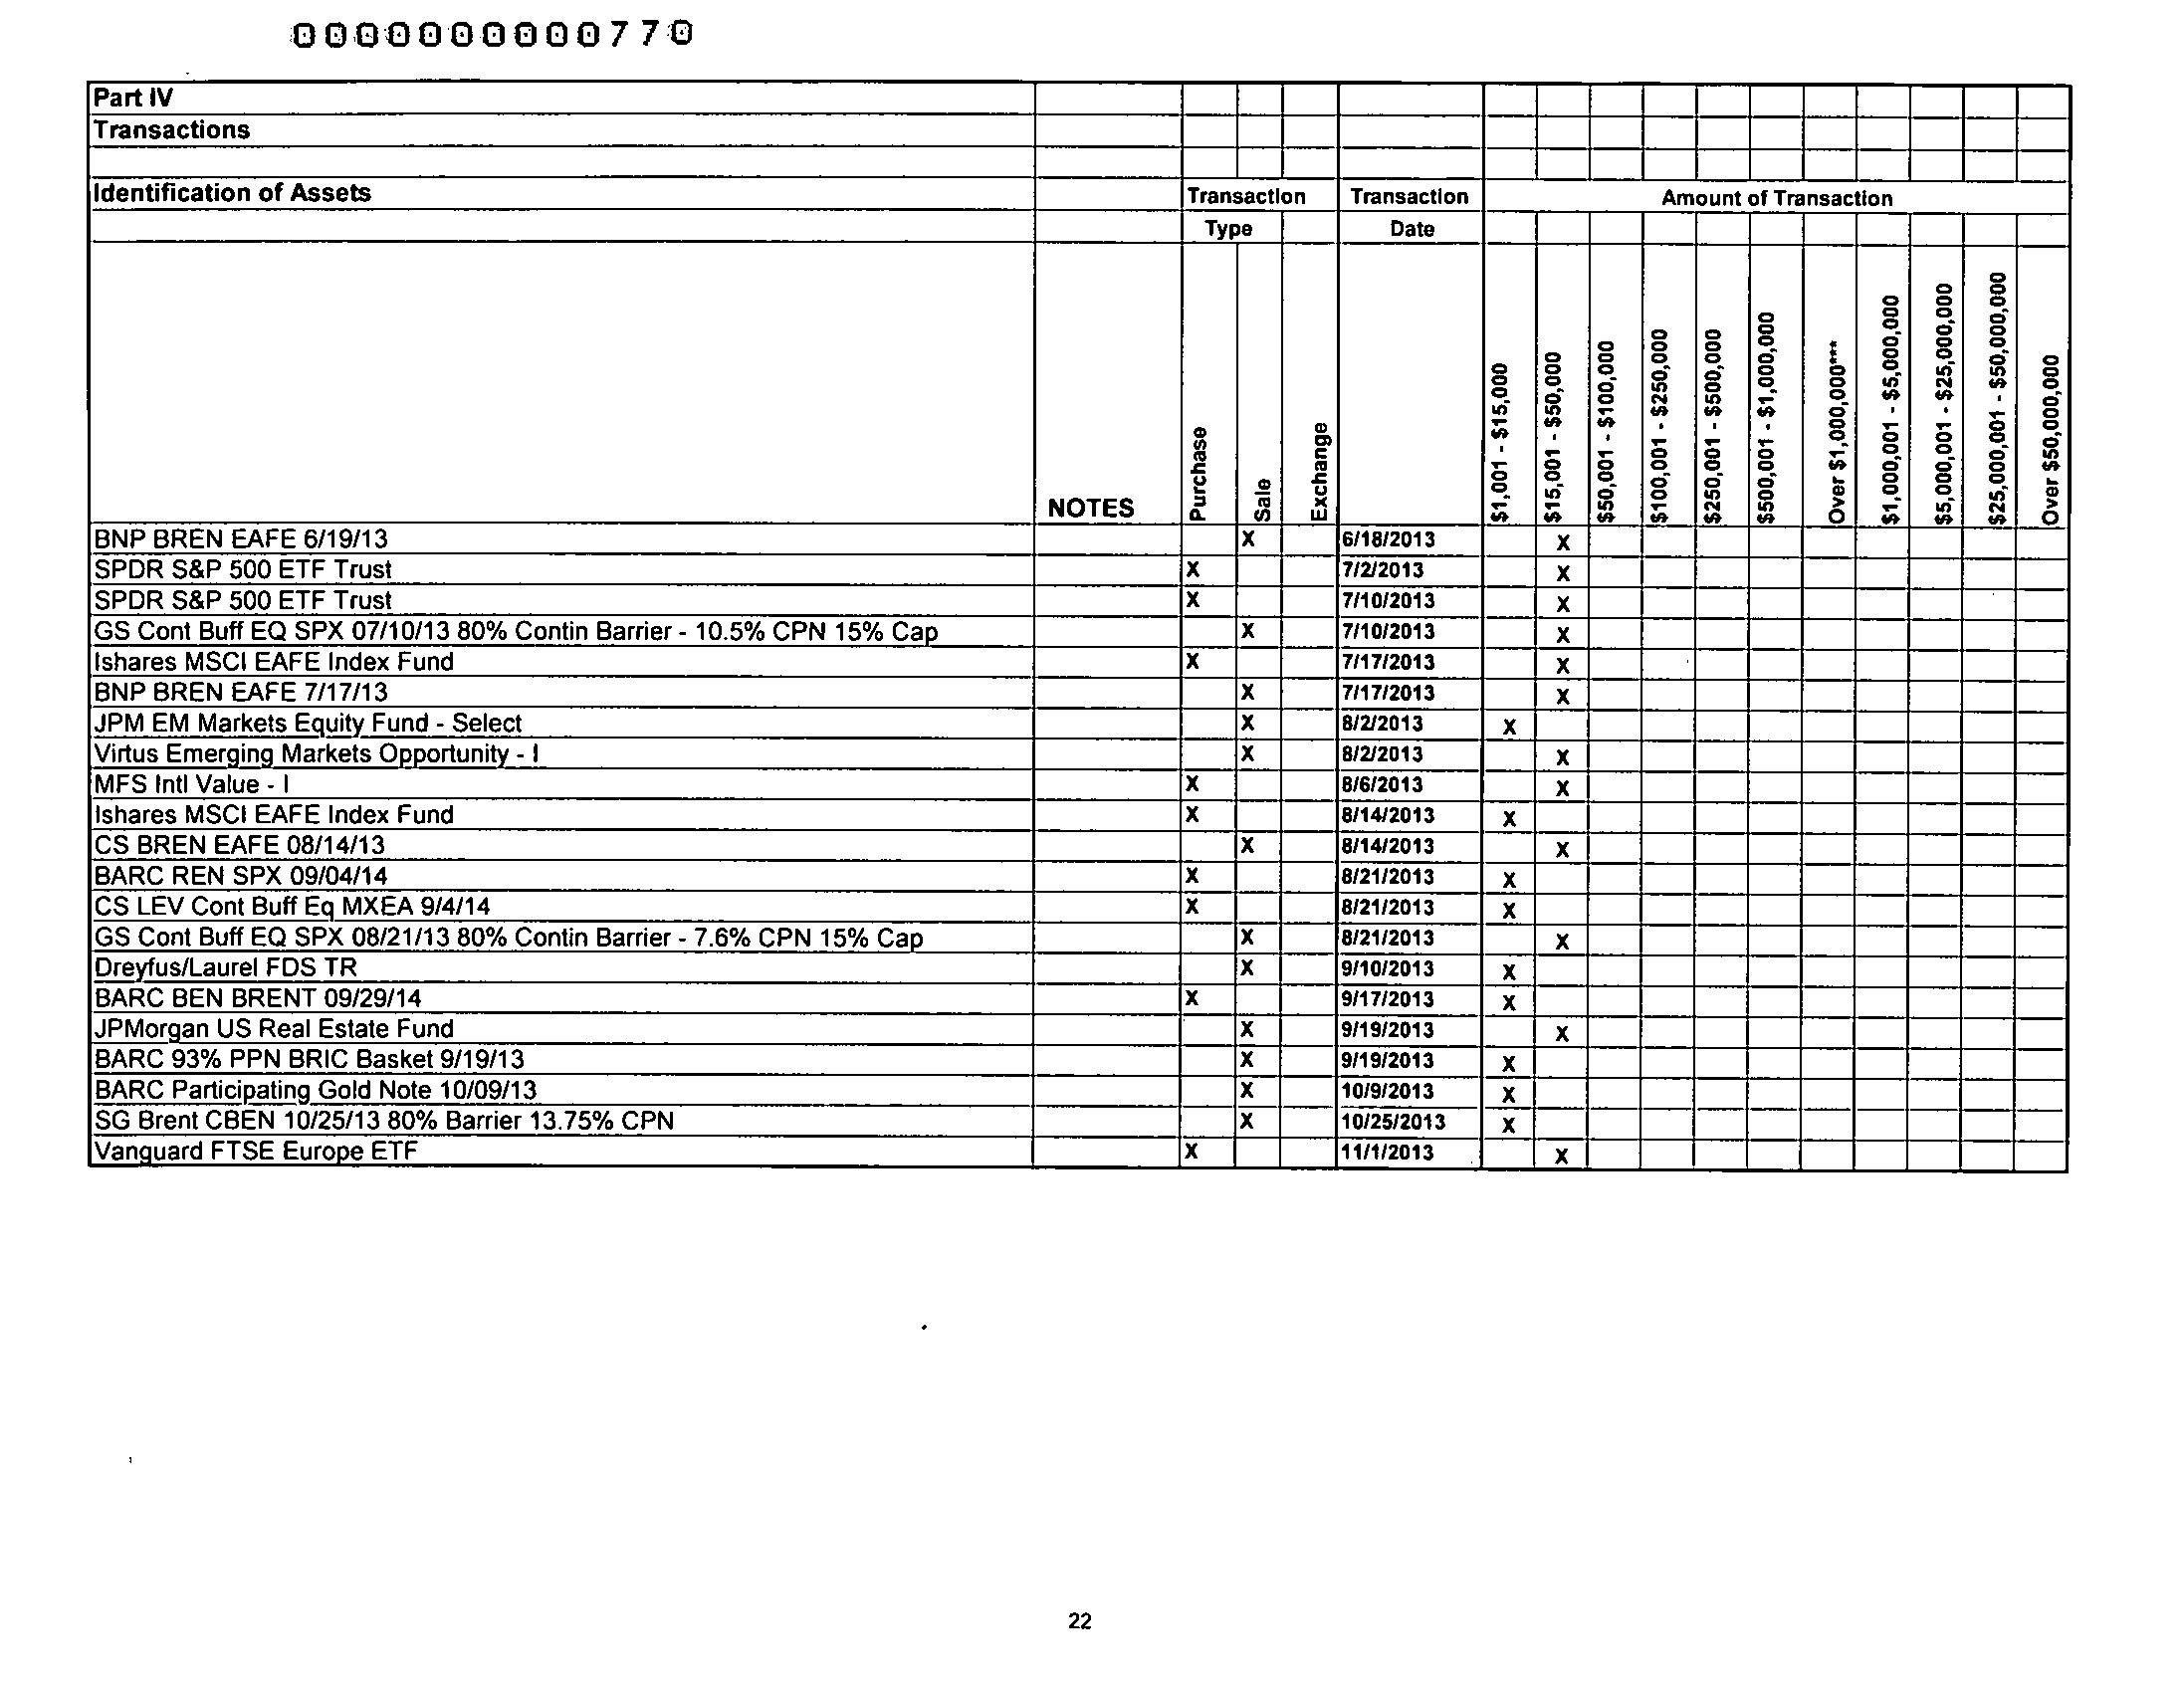 0000000000770
Part IV
Transactions
Identification of Assets Transaction Transaction Amount of Transaction
Type Date
NOTES Purchase Sale Exchange $1,001 - $15,000 $15,001 - $50,000 $50,001 - $100,000 $100,001 - $250,000 $250,001 - $500,000 $500,001 - $1,000,000 Over $1,000,000*** $1,000,001 - $5,000,000 $5,000,001 - $25,000,000 $25,000,001 - $50,000,000 Over $50,000,000
BNP BREN EAFE 6/19/13 X 6/18/2013 X
SPDR S&P 500 ETF Trust X 7/2/2013 X
SPDR S&P 500 ETF Trust X 7/10/2013 X
GS Cont Buff EQ SPX 07/10/13 80% Contin Barrier - 10.5% CPN 15% Cap X 7/10/2013 X
Ishares MSCI EAFE Index Fund X 7/17/2013 X
BNP BREN EAFE 7/17/13 X 7/17/2013 X
JPM EM Markets Equity Fund - Select X 8/2/2013 X
Virtus Emerging Markets Opportunity - I X 8/2/2013 X
MFS Intl Value - I X 8/6/2013 X
Ishares MSCI EAFE Index Fund X 8/14/2013 X
CS BREN EAFE 08/14/13 X 8/14/2013 X
BARC REN SPX 09/04/14 X 8/21/2013 X
CS LEV Cont Buff Eq MXEA 9/4/14 X 8/21/2013 X
GS Cont Buff EQ SPX 08/21/13 80% Contin Barrier - 7.6% CPN 15% Cap X 8/21/2013 X
Dreyfus/Laurel FDS TR X 9/10/2013 X
BARC BEN BRENT 09/29/14 X 9/17/2013 X
JPMorgan US Real Estate Fund X 9/19/2013 X
BARC 93% PPN BRIC Basket 9/19/13 X 9/19/2013 X
BARC Participating Gold Note 10/09/13 X 10/9/2013 X
SG Brent CBEN 10/25/13 80% Barrier 13.75% CPN X 10/25/2013 X
Vanguard FTSE Europe ETF X 11/1/2013 X
22